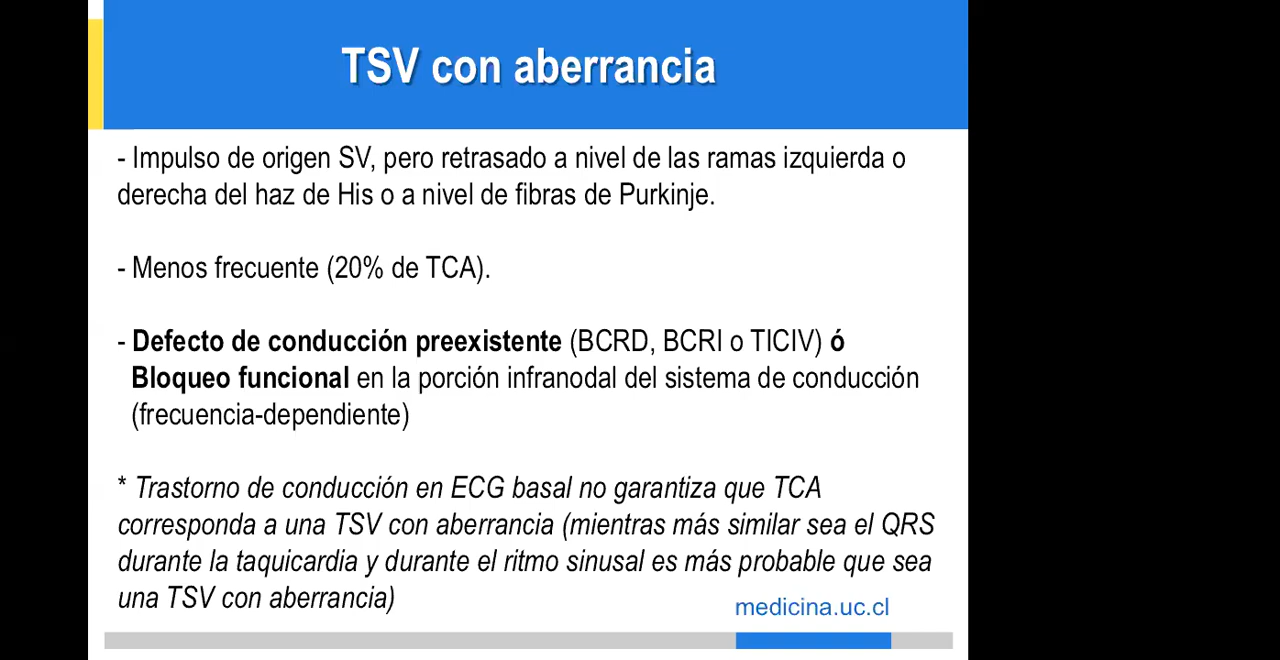 TSV con aberrancia
- Impulso de origen SV, pero retrasado a nivel de las ramas izquierda o
derecha del haz de His o a nivel de fibras de Purkinje.
- Menos frecuente (20% de TCA).
- Defecto de conducción preexistente (BCRD, BCRI o TICIV) ó
Bloqueo funcional en la porción infranodal del sistema de conducción
(frecuencia-dependiente)
* Trastorno de conducción en ECG basal no garantiza que TCA
corresponda a una TSV con aberrancia (mientras más similar sea el QRS
durante la taquicardia y durante el ritmo sinusal es más probable que sea
una TSV con aberrancia)
medicina.uc.cl